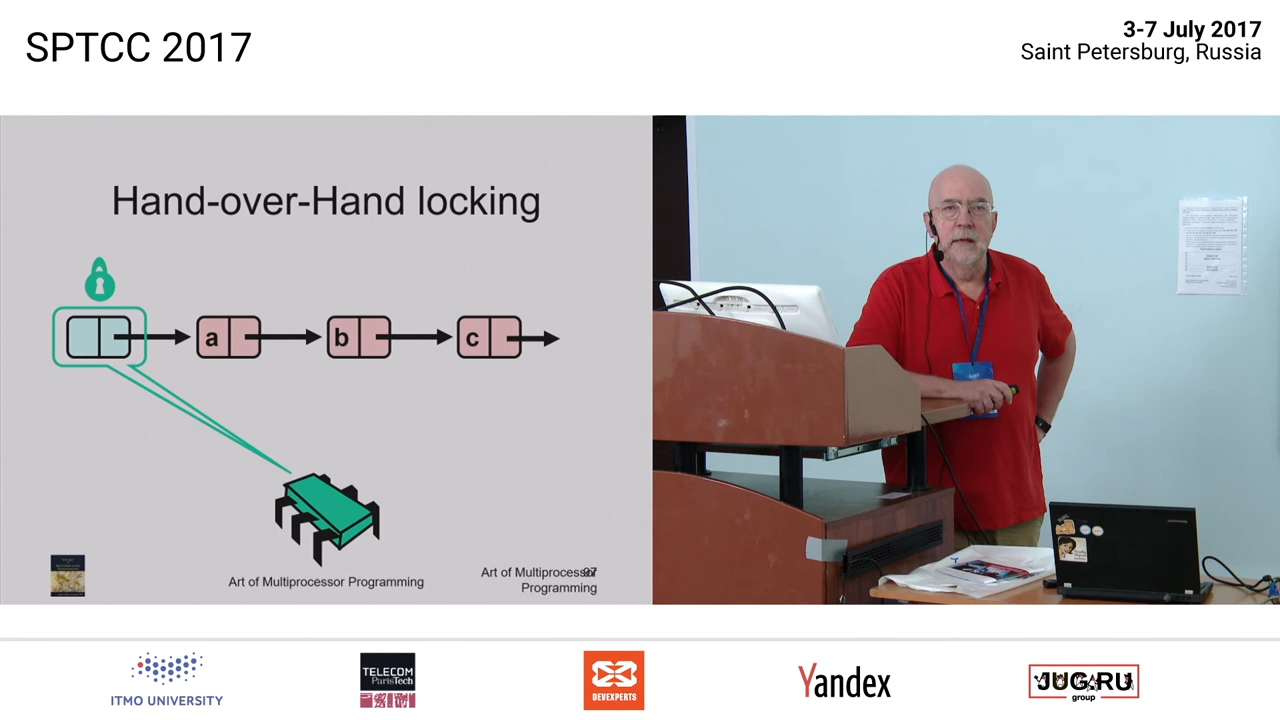 SPTCC 2017
3-7 July 2017
Saint Petersburg, Russia
Hand-over-Hand locking
a
b
c
Art of Multiprocessor Programming
Art of Multiprocessor
97
Programming
ITMO UNIVERSITY
TELECOM
ParisTech
DEVEXPERTS
Yandex
JUG.RU
group